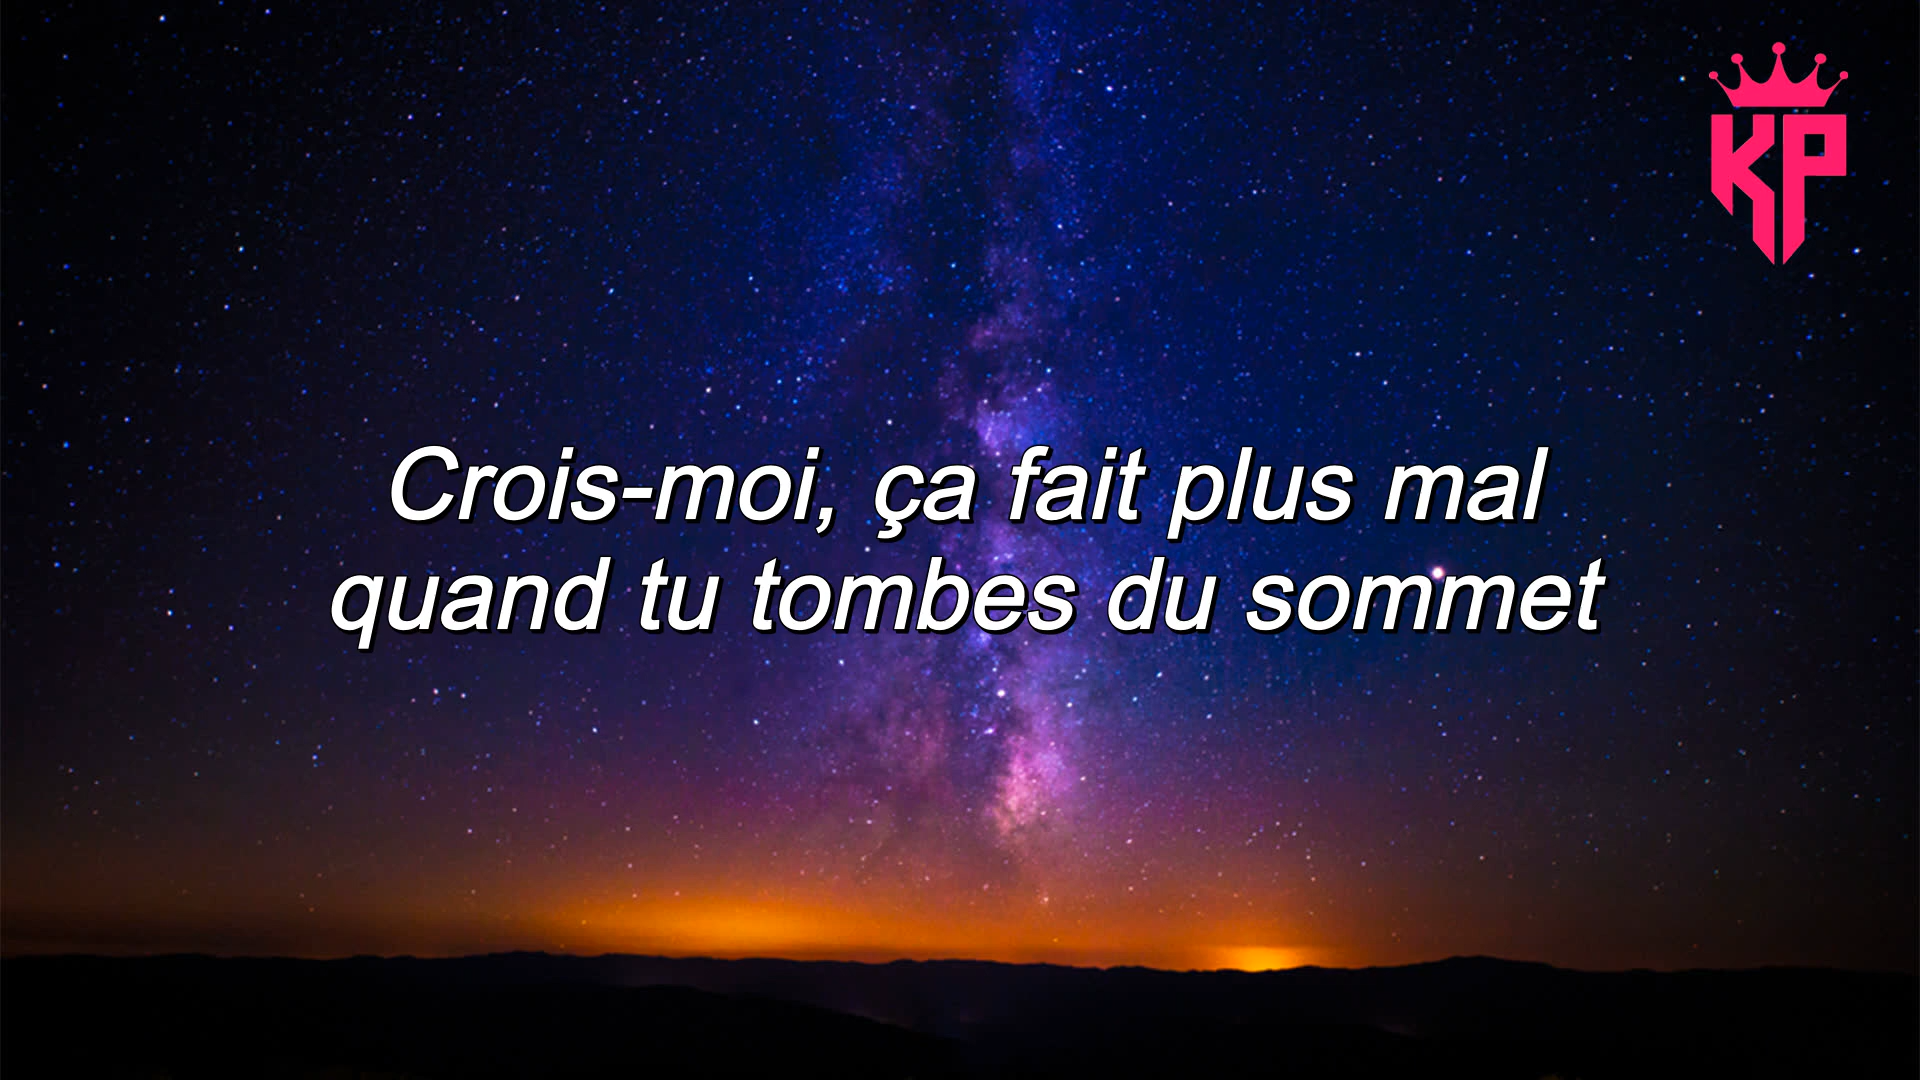 KP
Crois-moi, ça fait plus mal
quand tu tombes du sommet